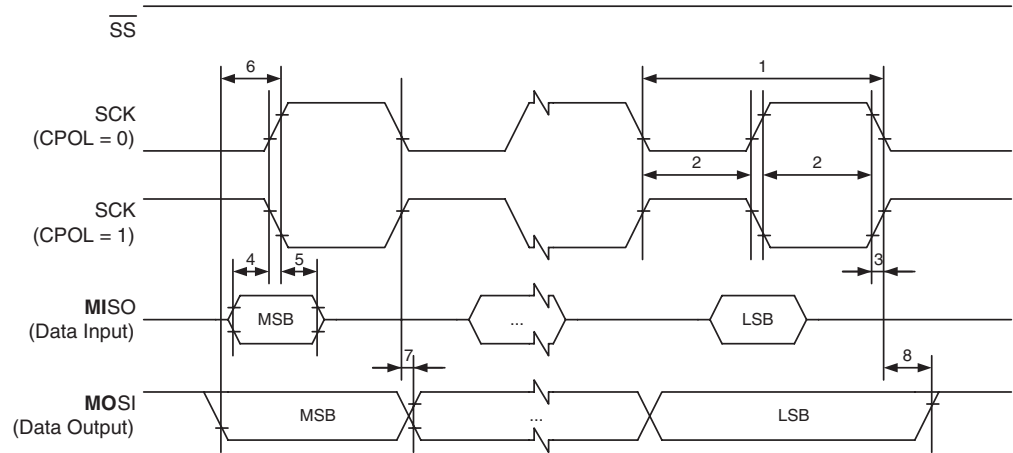 SS
6
1
SCK
(CPOL = 0)
2
2
SCK
(CPOL = 1)
4
5
3
MISO
(Data Input)
MSB
...
LSB
7
8
MOSI
(Data Output)
MSB
...
LSB